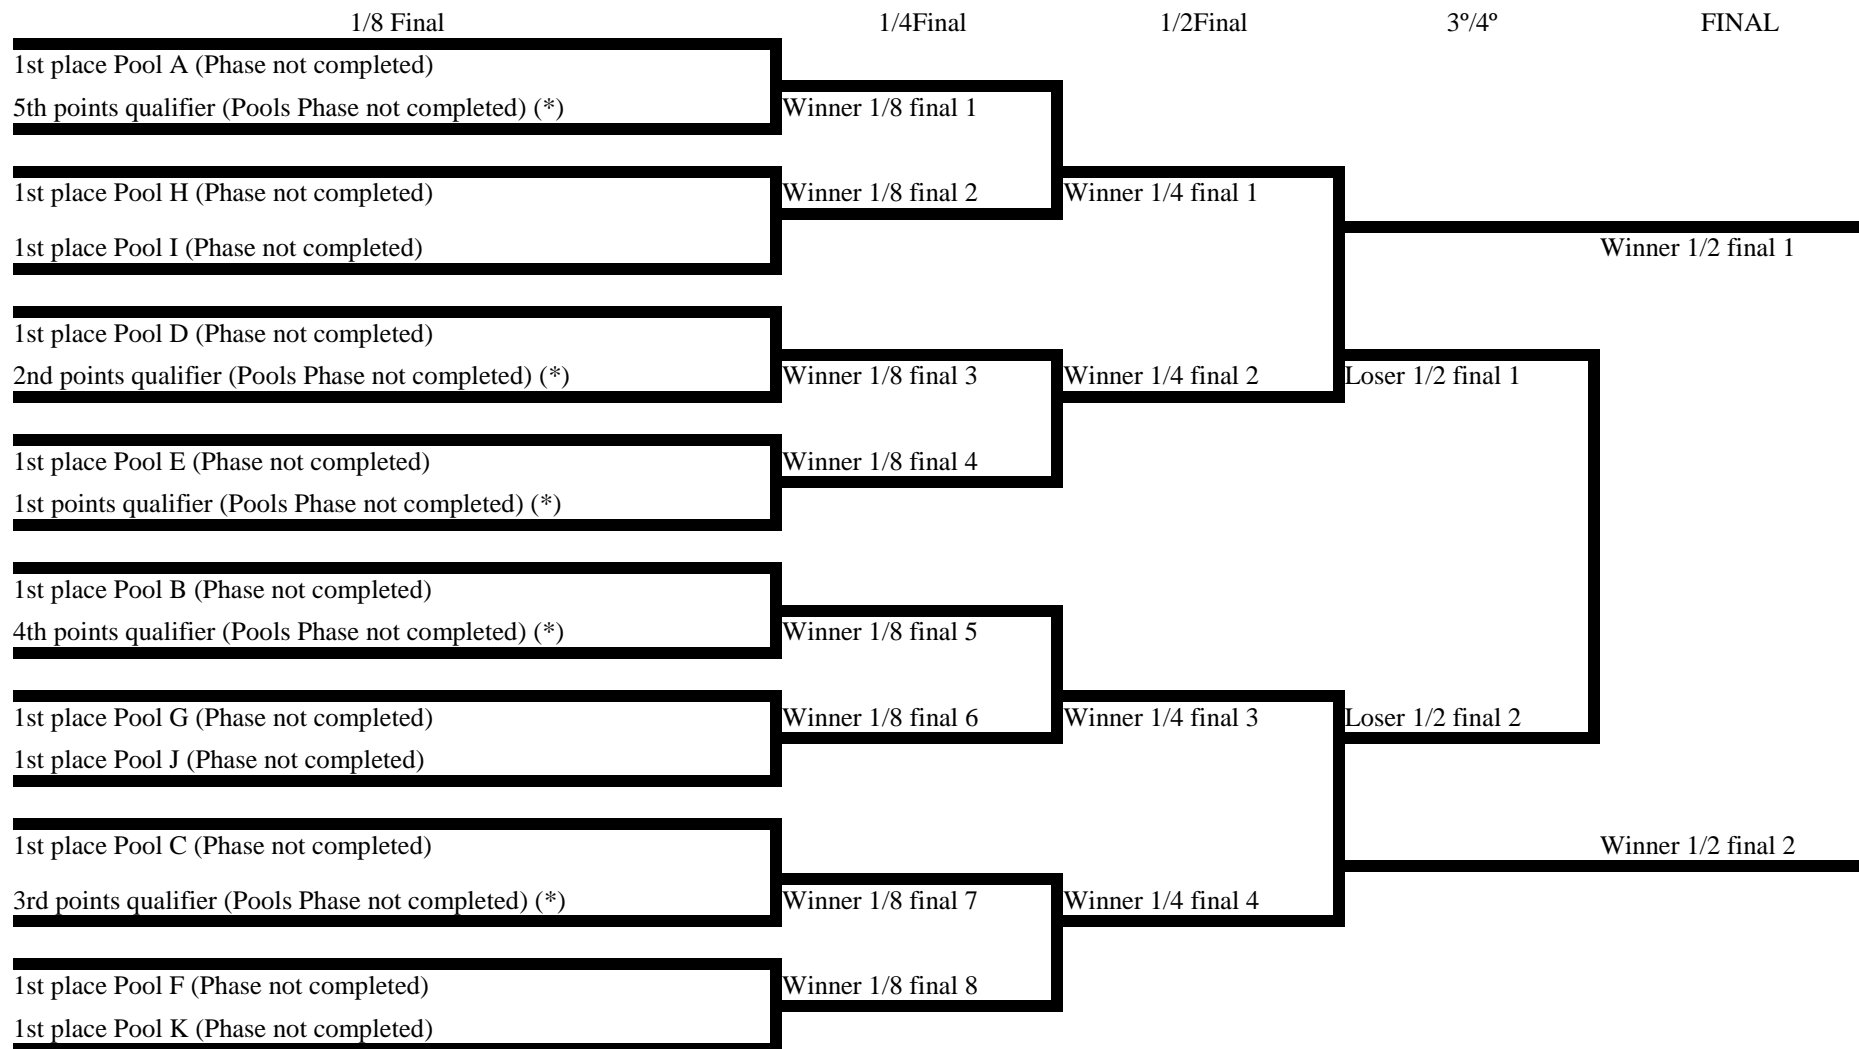 1/8 Final 1/4Final 1/2Final 3º/4º FINAL
1st place Pool A (Phase not completed)
5th points qualifier (Pools Phase not completed) (*) Winner 1/8 final 1
1st place Pool H (Phase not completed) Winner 1/8 final 2 Winner 1/4 final 1
1st place Pool I (Phase not completed) Winner 1/2 final 1
1st place Pool D (Phase not completed)
2nd points qualifier (Pools Phase not completed) (*) Winner 1/8 final 3 Winner 1/4 final 2 Loser 1/2 final 1
1st place Pool E (Phase not completed) Winner 1/8 final 4
1st points qualifier (Pools Phase not completed) (*)
1st place Pool B (Phase not completed)
4th points qualifier (Pools Phase not completed) (*) Winner 1/8 final 5
1st place Pool G (Phase not completed) Winner 1/8 final 6 Winner 1/4 final 3 Loser 1/2 final 2
1st place Pool J (Phase not completed)
1st place Pool C (Phase not completed) Winner 1/2 final 2
3rd points qualifier (Pools Phase not completed) (*) Winner 1/8 final 7 Winner 1/4 final 4
1st place Pool F (Phase not completed) Winner 1/8 final 8
1st place Pool K (Phase not completed)